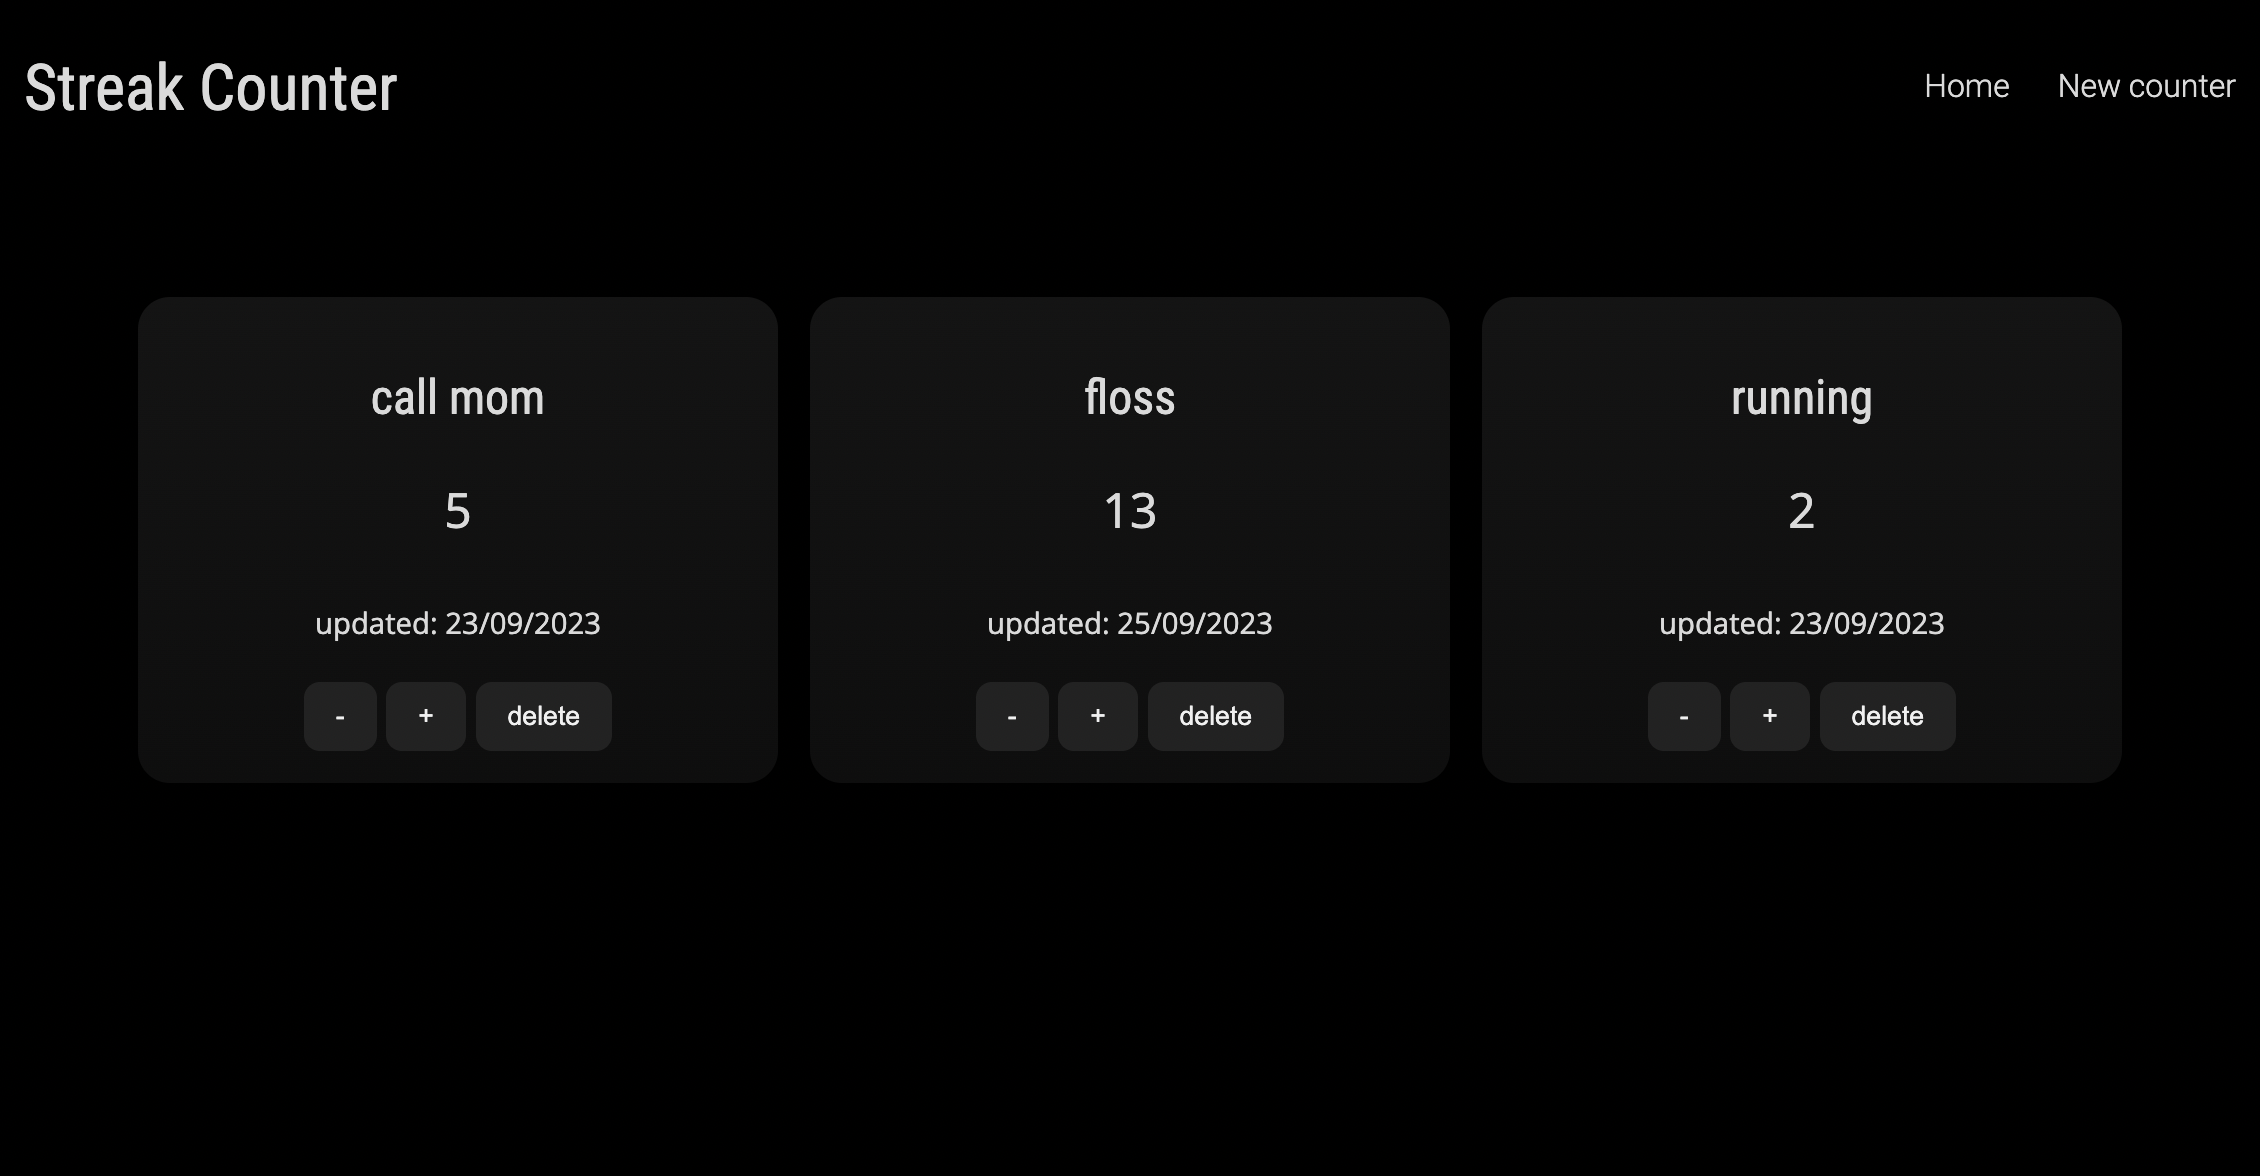 Streak Counter
Home
New counter
call mom
5
updated: 23/09/2023
- + delete
floss
13
updated: 25/09/2023
- + delete
running
2
updated: 23/09/2023
- + delete